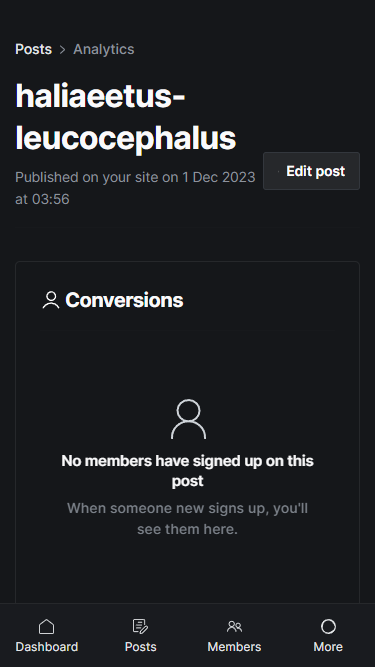 Posts > Analytics
haliaeetus-
leucocephalus
Published on your site on 1 Dec 2023
at 03:56
Edit post
Conversions
No members have signed up on this
post
When someone new signs up, you'll
see them here.
Dashboard Posts Members More